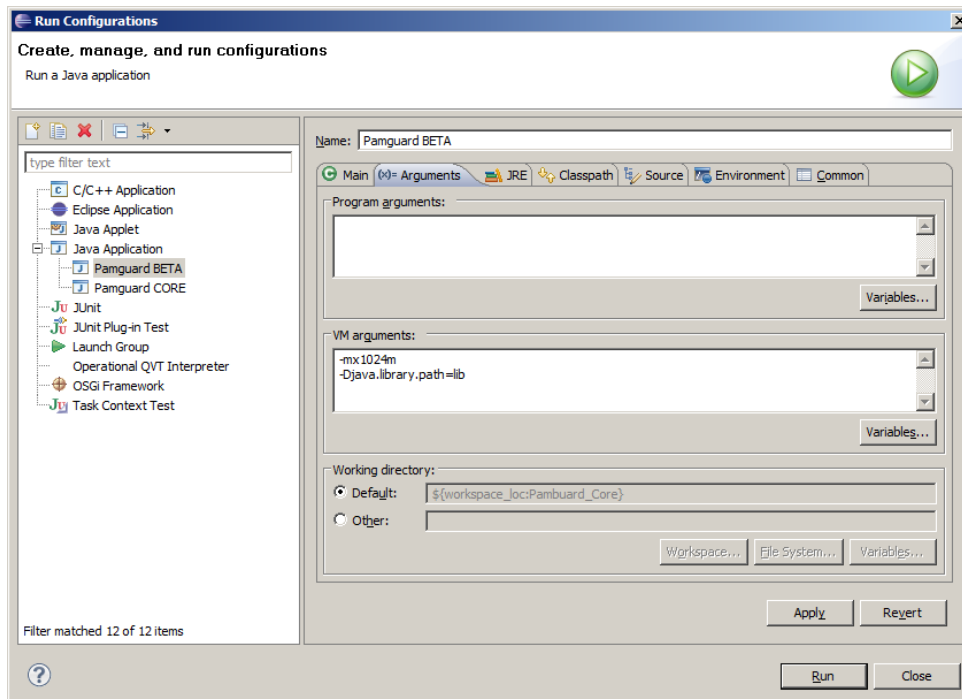 Run Configurations
Create, manage, and run configurations
Run a Java application
type filter text
C/C++ Application
Eclipse Application
Java Applet
Java Application
Pamguard BETA
Pamguard CORE
JUnit
JUnit Plug-in Test
Launch Group
Operational QVT Interpreter
OSGi Framework
Task Context Test
Filter matched 12 of 12 items
Name: Pamguard BETA
Main (x)= Arguments JRE Classpath Source Environment Common
Program arguments:
Variables...
VM arguments:
-mx1024m
-Djava.library.path=lib
Variables...
Working directory:
Default: ${workspace_loc:Pambuard_Core}
Other:
Workspace... File System... Variables...
Apply Revert
Run Close